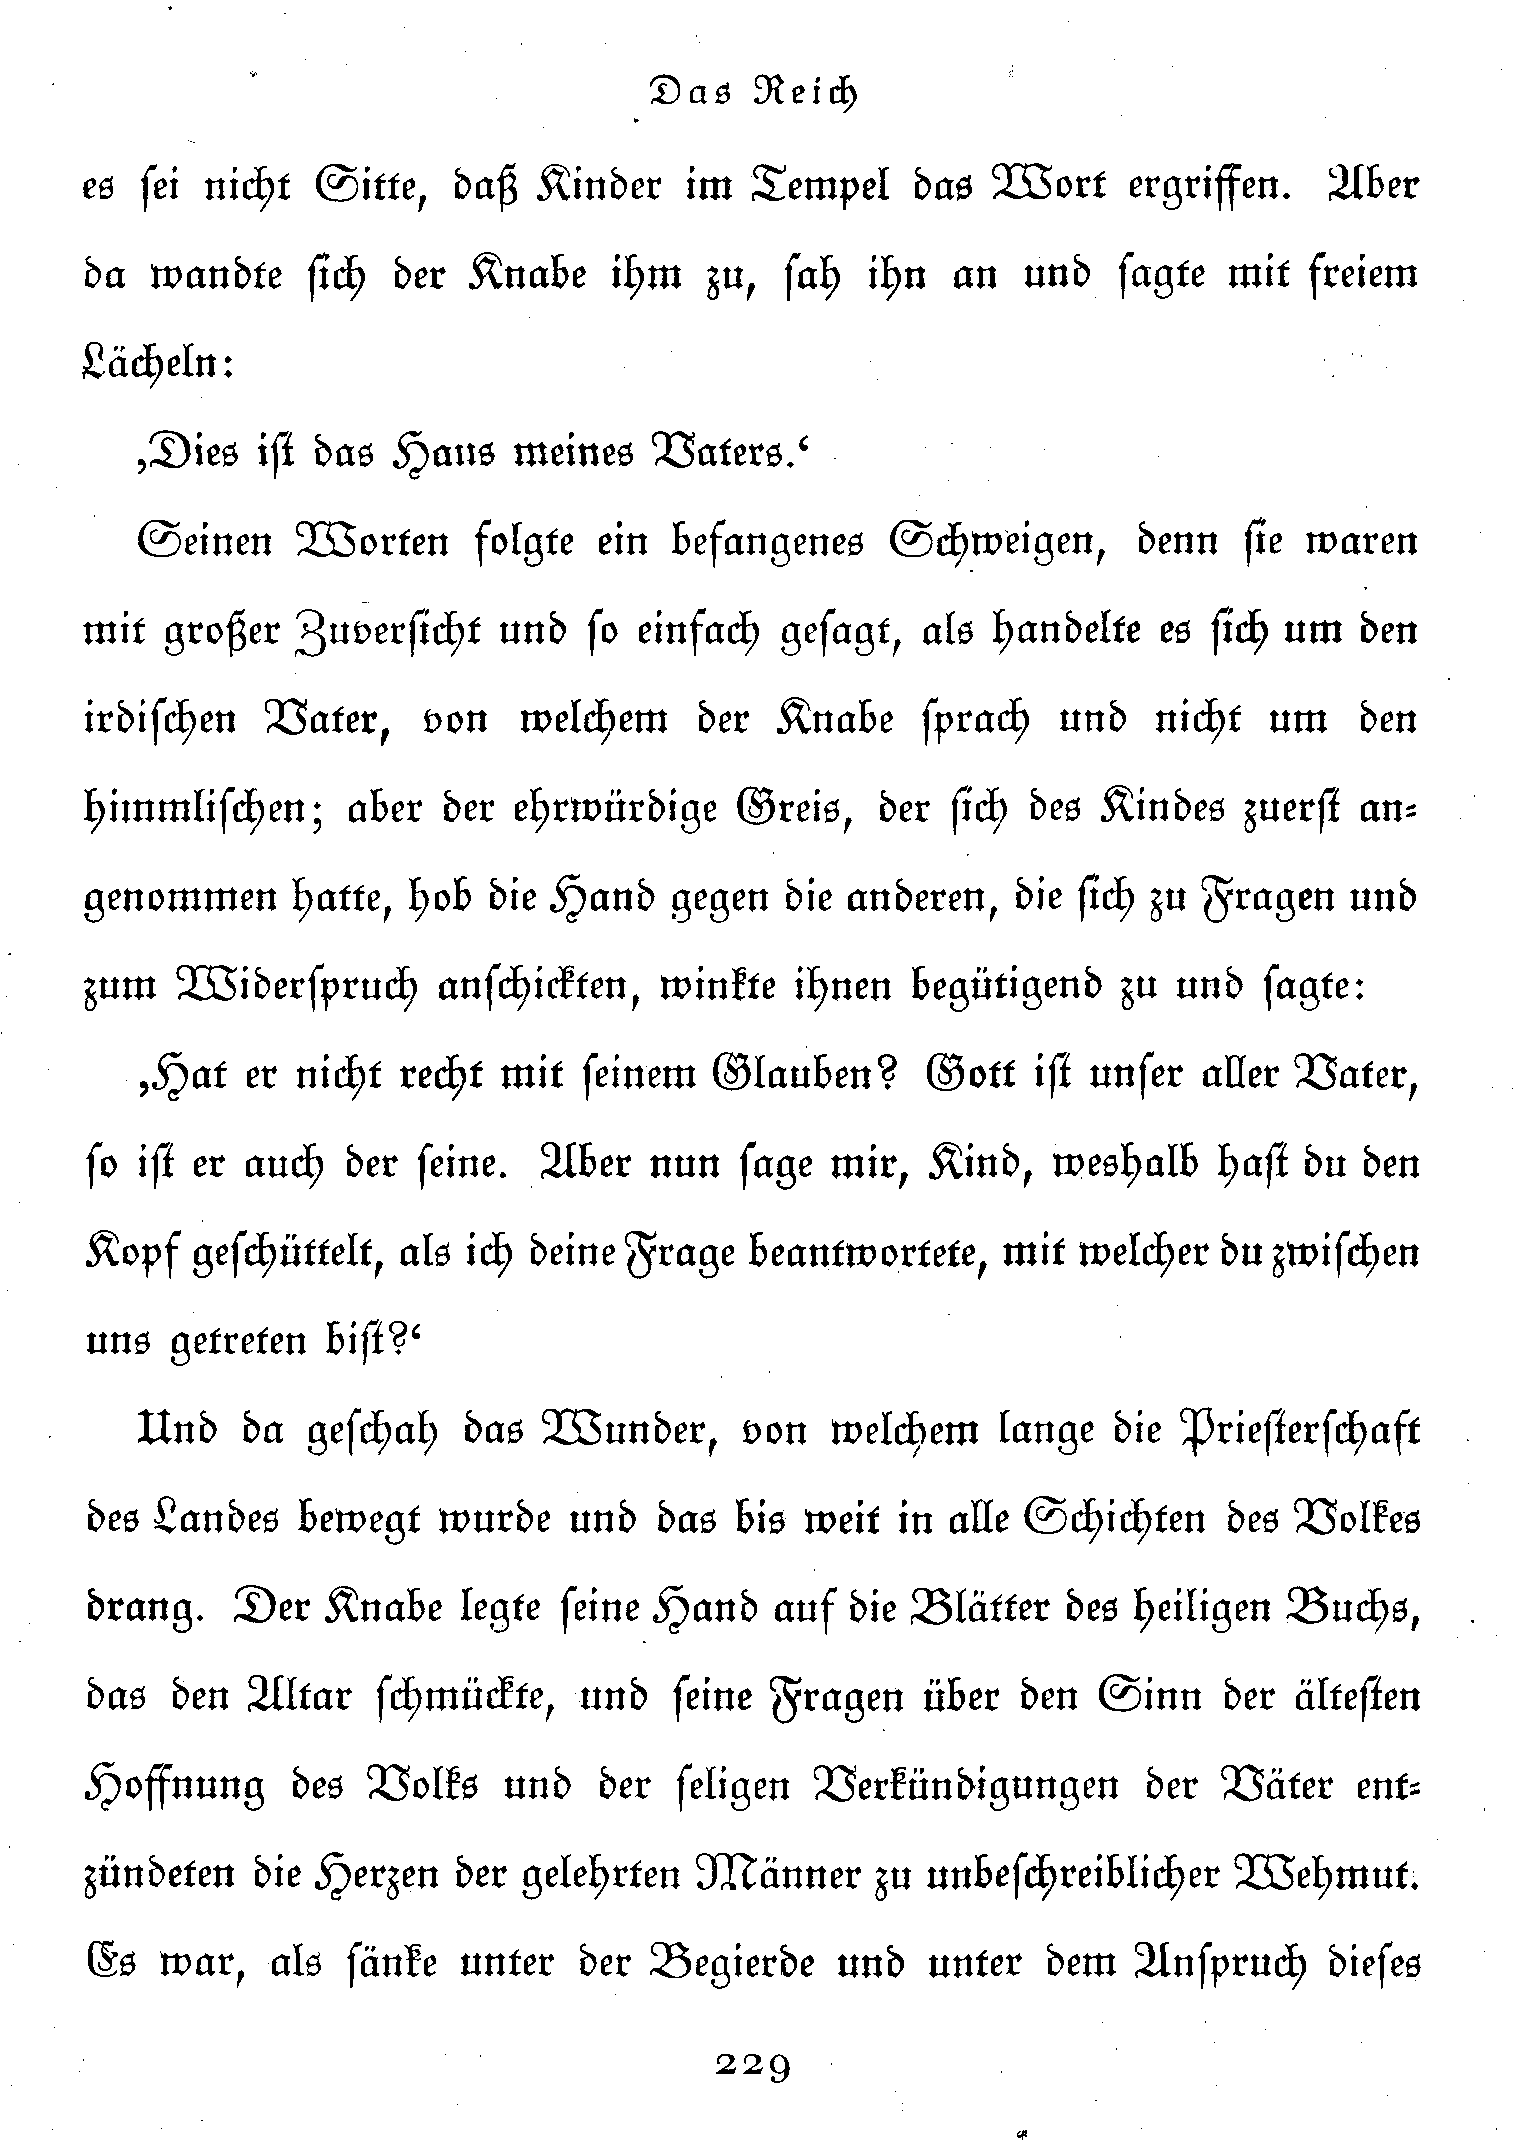 Das Reich
es sei nicht Sitte, daß Kinder im Tempel das Wort ergriffen. Aber
da wandte sich der Knabe ihm zu, sah ihn an und sagte mit freiem
Lächeln:
‚Dies ist das Haus meines Vaters.‘
Seinen Worten folgte ein befangenes Schweigen, denn sie waren
mit großer Zuversicht und so einfach gesagt, als handelte es sich um den
irdischen Vater, von welchem der Knabe sprach und nicht um den
himmlischen; aber der ehrwürdige Greis, der sich des Kindes zuerst an-
genommen hatte, hob die Hand gegen die anderen, die sich zu Fragen und
zum Widerspruch anschickten, winkte ihnen begütigend zu und sagte:
‚Hat er nicht recht mit seinem Glauben? Gott ist unser aller Vater,
so ist er auch der seine. Aber nun sage mir, Kind, weshalb hast du den
Kopf geschüttelt, als ich deine Frage beantwortete, mit welcher du zwischen
uns getreten bist?‘
Und da geschah das Wunder, von welchem lange die Priesterschaft
des Landes bewegt wurde und das bis weit in alle Schichten des Volkes
drang. Der Knabe legte seine Hand auf die Blätter des heiligen Buchs,
das den Altar schmückte, und seine Fragen über den Sinn der ältesten
Hoffnung des Volks und der seligen Verkündigungen der Väter ent-
zündeten die Herzen der gelehrten Männer zu unbeschreiblicher Wehmut.
Es war, als sänke unter der Begierde und unter dem Anspruch dieses
229